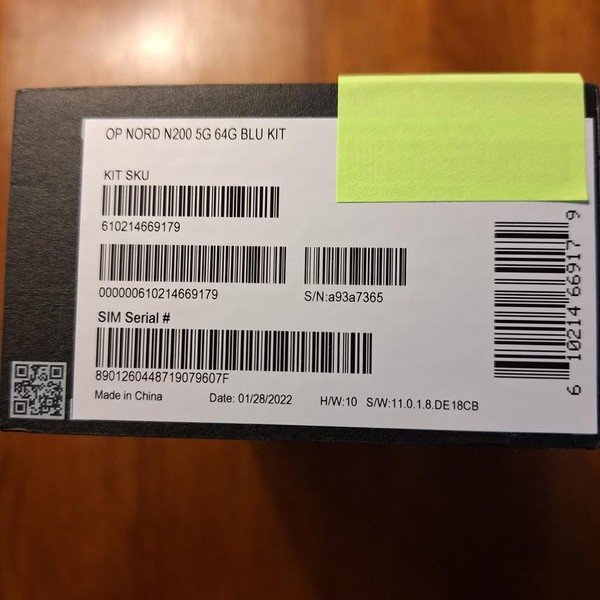 OP NORD N200 5G 64G BLU KIT
KIT SKU
610214669179
000000610214669179
S/N:a93a7365
SIM Serial #
8901260448719079607F
Made in China
Date: 01/28/2022
H/W:10 S/W:11.0.1.8.DE18CB
6 10214 66917 9